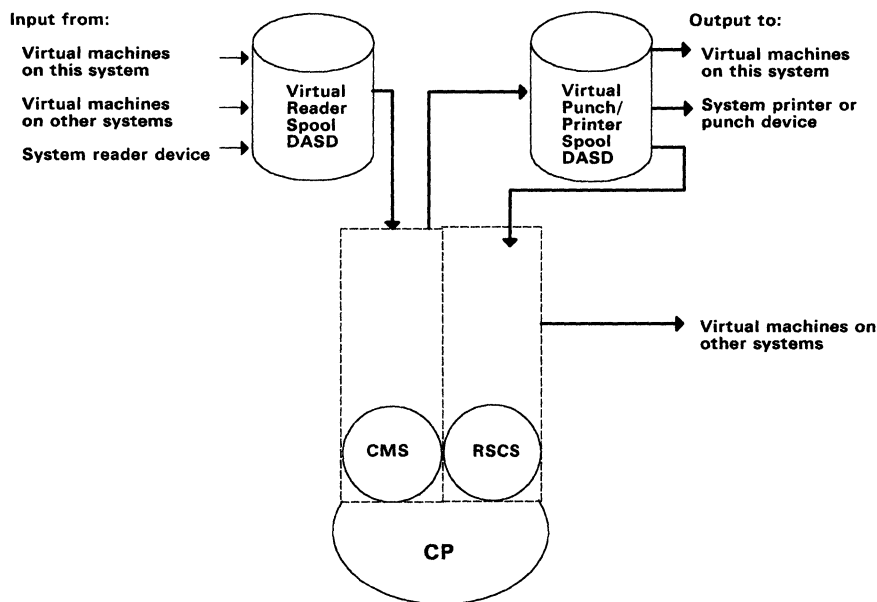 Input from:
Virtual machines
on this system
Virtual machines
on other systems
System reader device
Virtual
Reader
Spool
DASD
Virtual
Punch/
Printer
Spool
DASD
Output to:
Virtual machines
on this system
System printer or
punch device
Virtual machines on
other systems
CMS
RSCS
CP